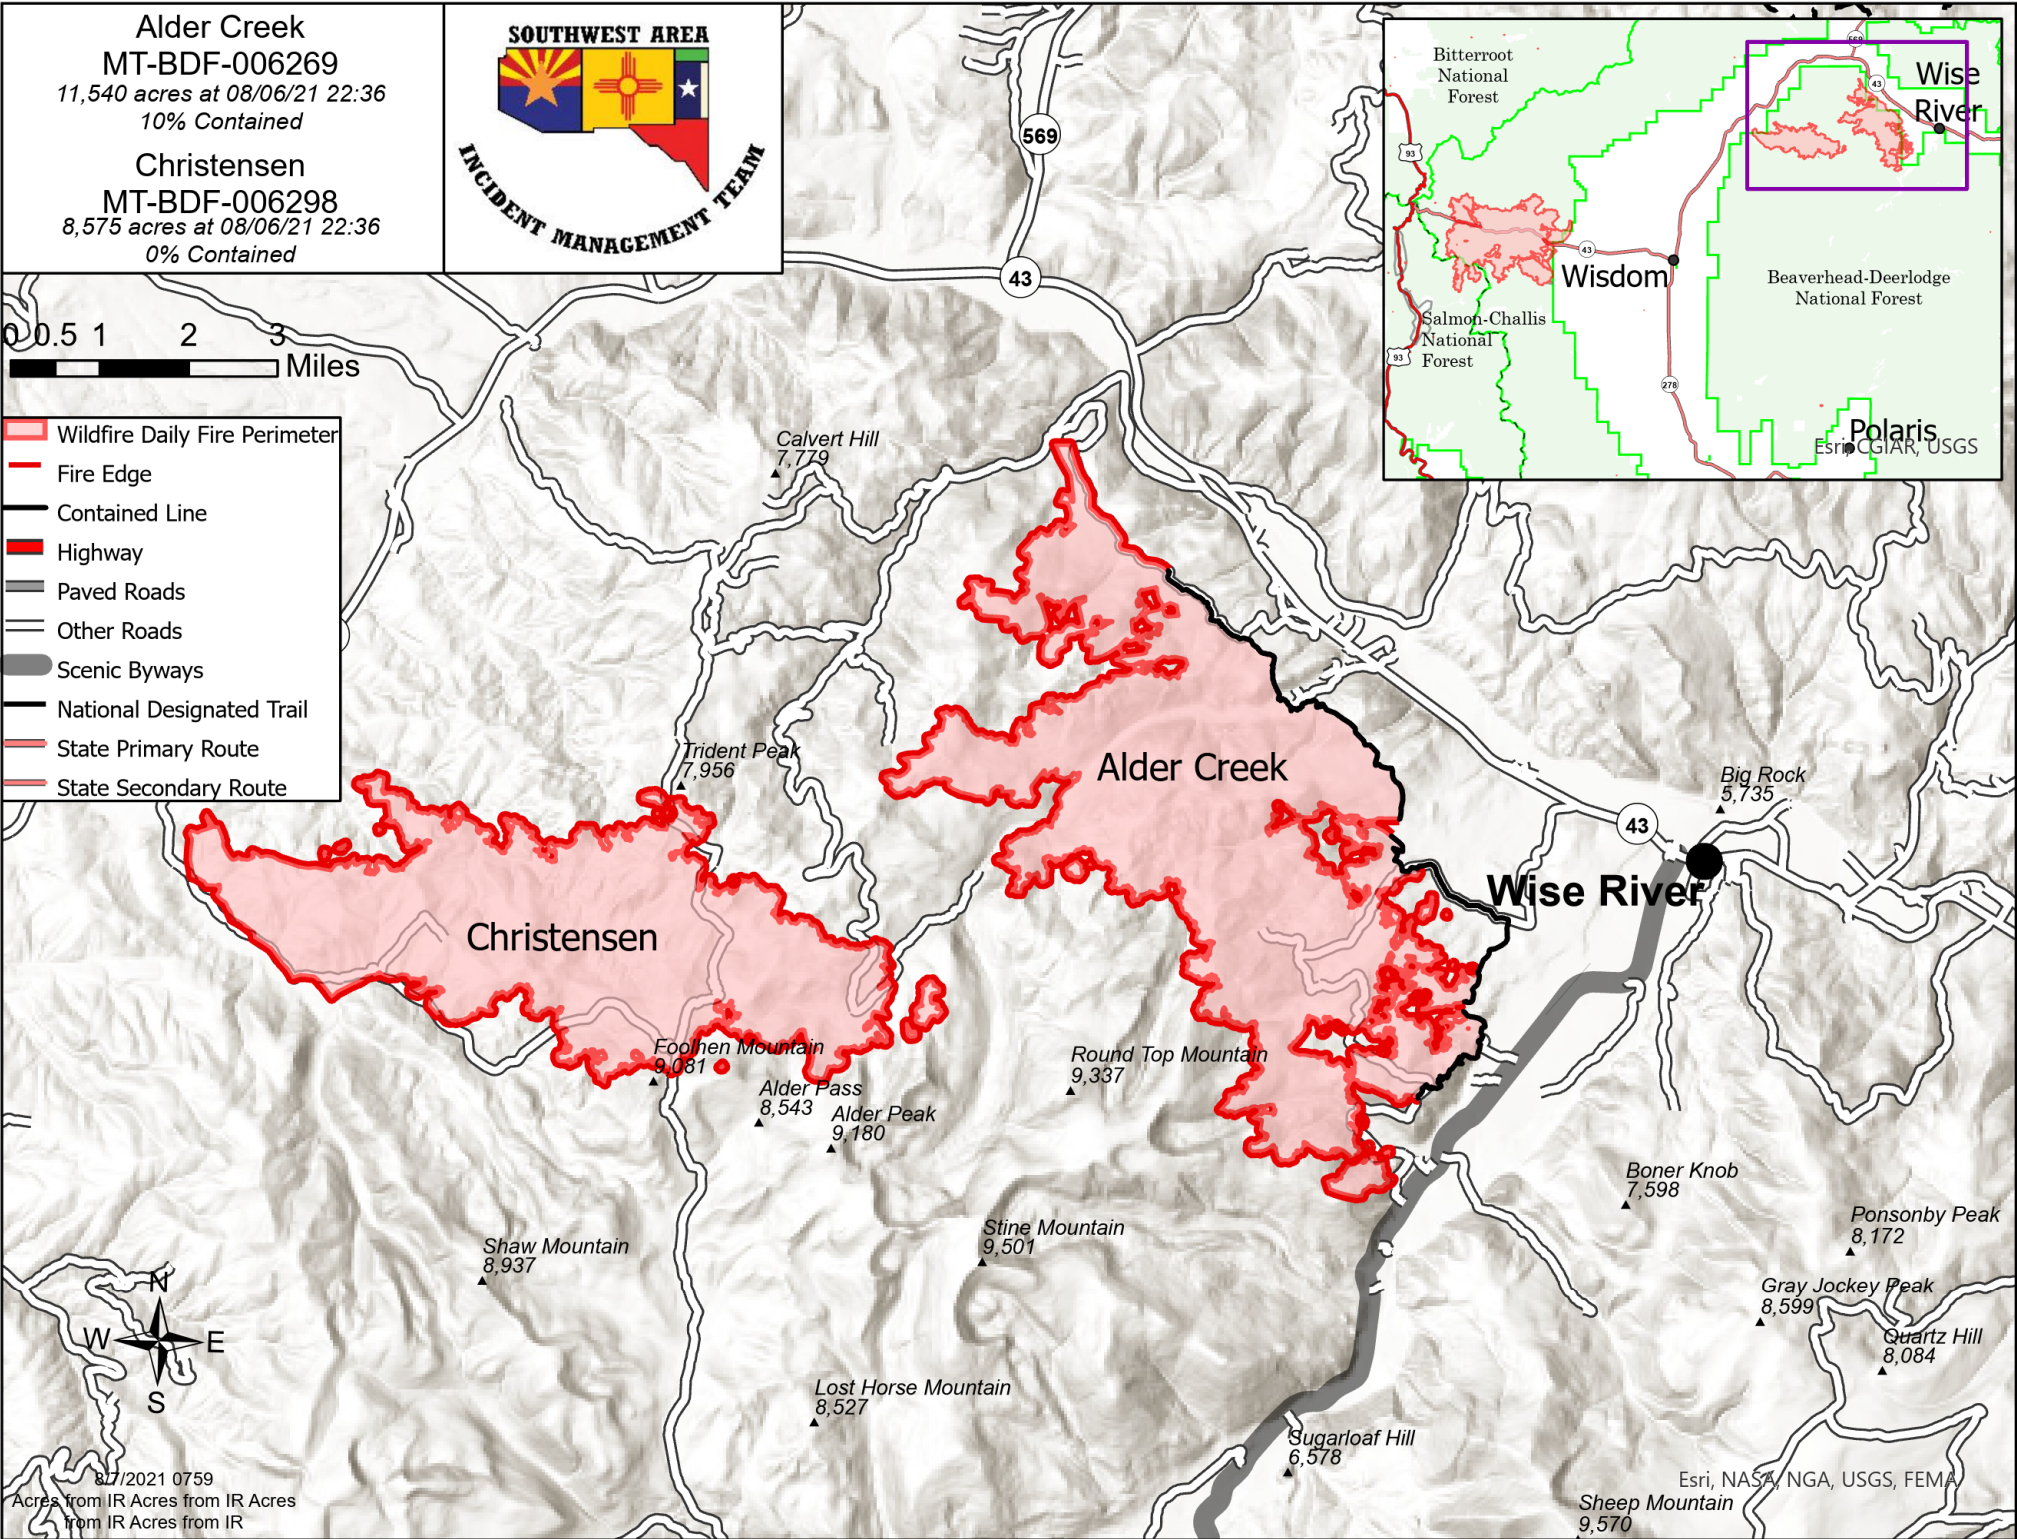 Alder Creek
MT-BDF-006269
11,540 acres at 08/06/21 22:36
10% Contained
Christensen
MT-BDF-006298
8,575 acres at 08/06/21 22:36
0% Contained
SOUTHWEST AREA
INCIDENT MANAGEMENT TEAM
0 0.5 1 2 3
Miles
Wildfire Daily Fire Perimeter
Fire Edge
Contained Line
Highway
Paved Roads
Other Roads
Scenic Byways
National Designated Trail
State Primary Route
State Secondary Route
Bitterroot
National
Forest
569
43
Wise
River
93
43
Wisdom
Beaverhead-Deerlodge
National Forest
Salmon-Challis
National
Forest
93
278
Polaris
Esri, CGIAR, USGS
569
43
Calvert Hill
7,779
Trident Peak
7,956
Alder Creek
Big Rock
5,735
43
Wise River
Christensen
Foolhen Mountain
9,081
Round Top Mountain
9,337
Alder Pass
8,543
Alder Peak
9,180
Boner Knob
7,598
Ponsonby Peak
8,172
Stine Mountain
9,501
Shaw Mountain
8,937
Gray Jockey Peak
8,599
Quartz Hill
8,084
N
W E
S
Lost Horse Mountain
8,527
Sugarloaf Hill
6,578
Sheep Mountain
9,570
8/7/2021 0759
Acres from IR Acres from IR Acres
from IR Acres from IR
Esri, NASA, NGA, USGS, FEMA